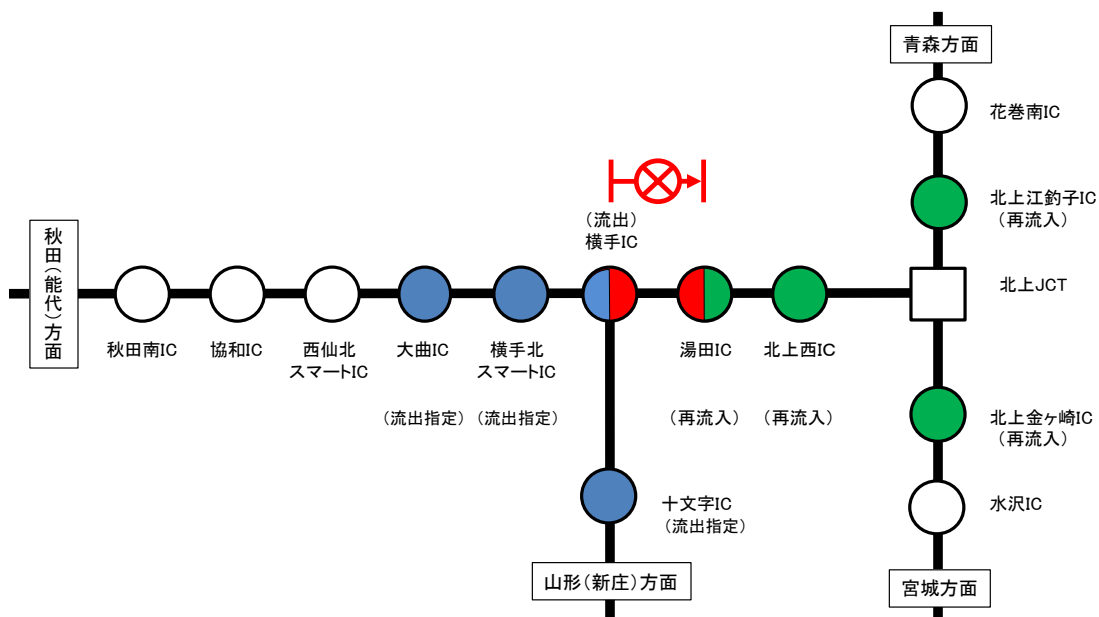 青森方面
花巻南IC
北上江釣子IC
（再流入）
（流出）
横手IC
秋田（能代）方面
北上JCT
秋田南IC
協和IC
西仙北
スマートIC
大曲IC
横手北
スマートIC
湯田IC
北上西IC
（流出指定）
（流出指定）
（再流入）
（再流入）
北上金ヶ崎IC
（再流入）
十文字IC
（流出指定）
水沢IC
山形（新庄）方面
宮城方面